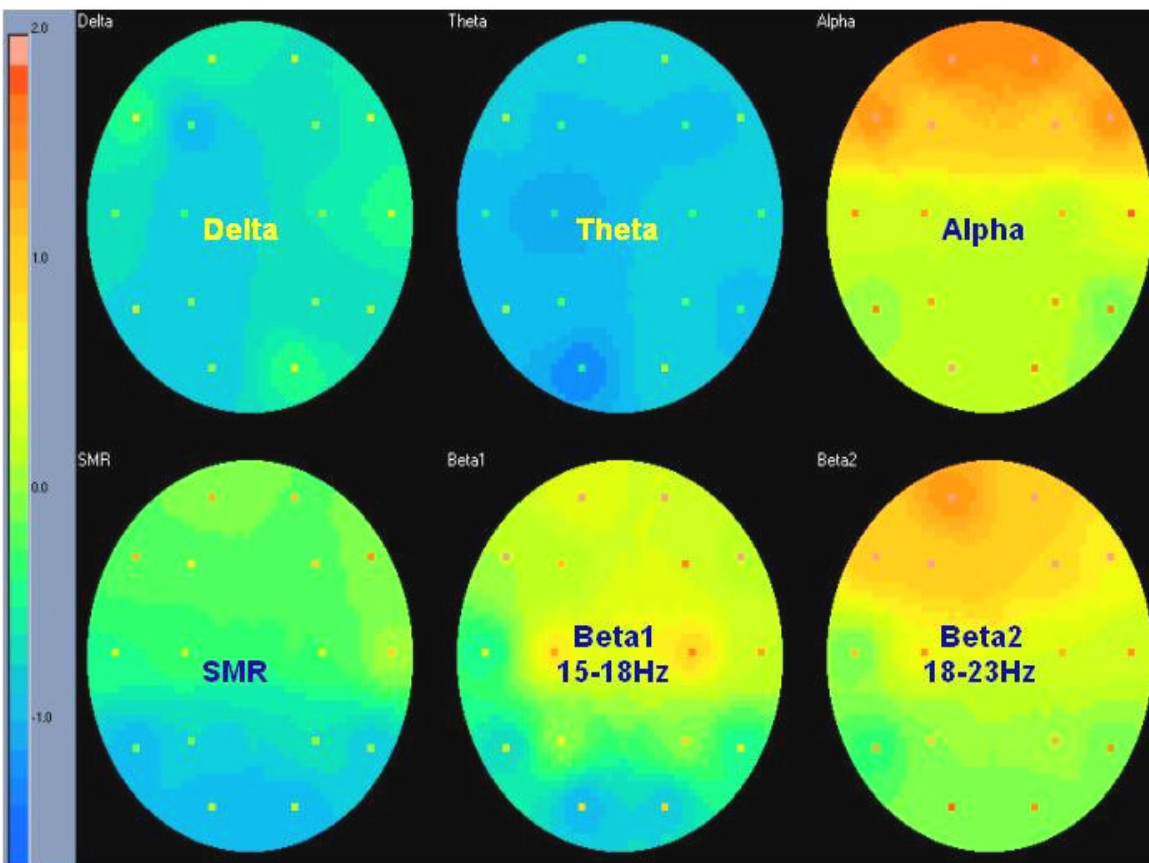 2.0
1.0
0.0
-1.0
Delta
Theta
Alpha
Delta
Theta
Alpha
SMR
Beta1
Beta2
SMR
Beta1
15-18Hz
Beta2
18-23Hz